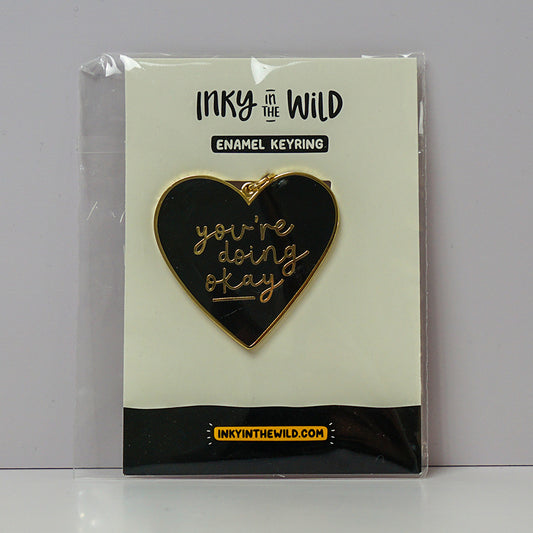 INKY IN THE WILD
ENAMEL KEYRING
you're
doing
okay
INKYINTHEWILD.COM